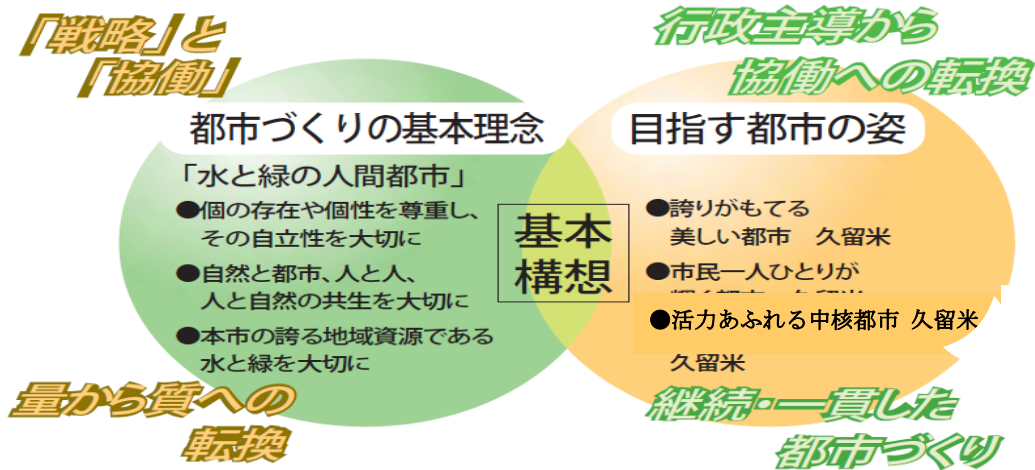 「戦略」と
「協働」
行政主導から
協働への転換
都市づくりの基本理念
「水と緑の人間都市」
●個の存在や個性を尊重し、
その自立性を大切に
●自然と都市、人と人、
人と自然の共生を大切に
●本市の誇る地域資源である
水と緑を大切に
基本
構想
目指す都市の姿
●誇りがもてる
美しい都市 久留米
●市民一人ひとりが
●活力あふれる中核都市 久留米
久留米
量から質への
転換
継続・一貫した
都市づくり